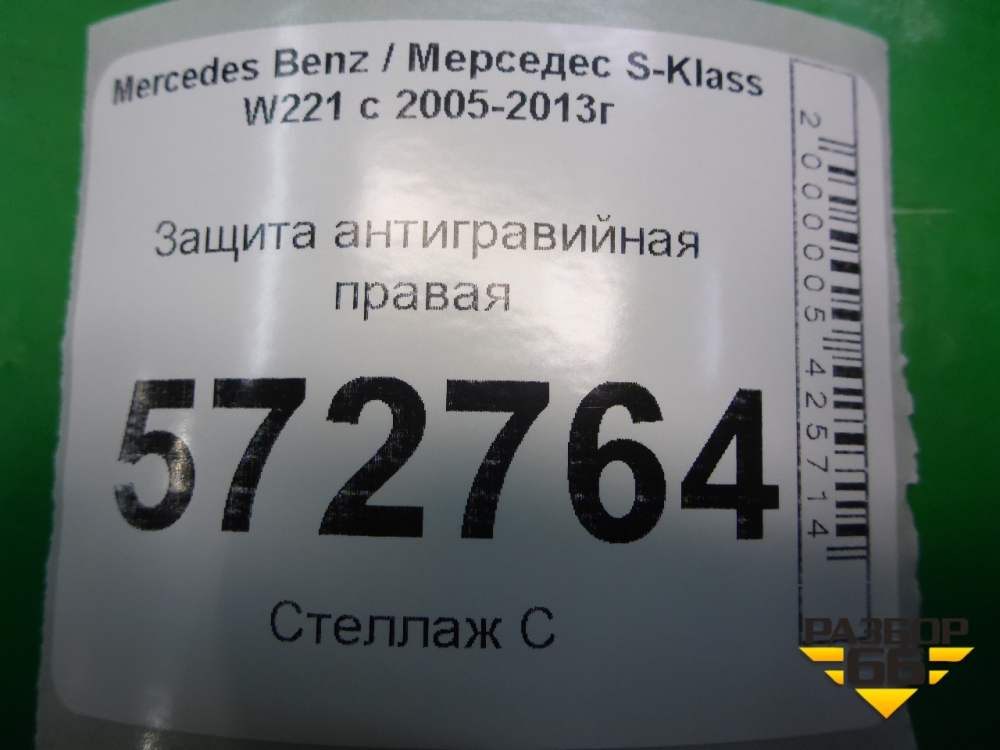 Mercedes Benz / Мерседес S-Klass
W221 с 2005-2013г
Защита антигравийная
правая
572764
Стеллаж С
2000005425714
РАЗБОР
66